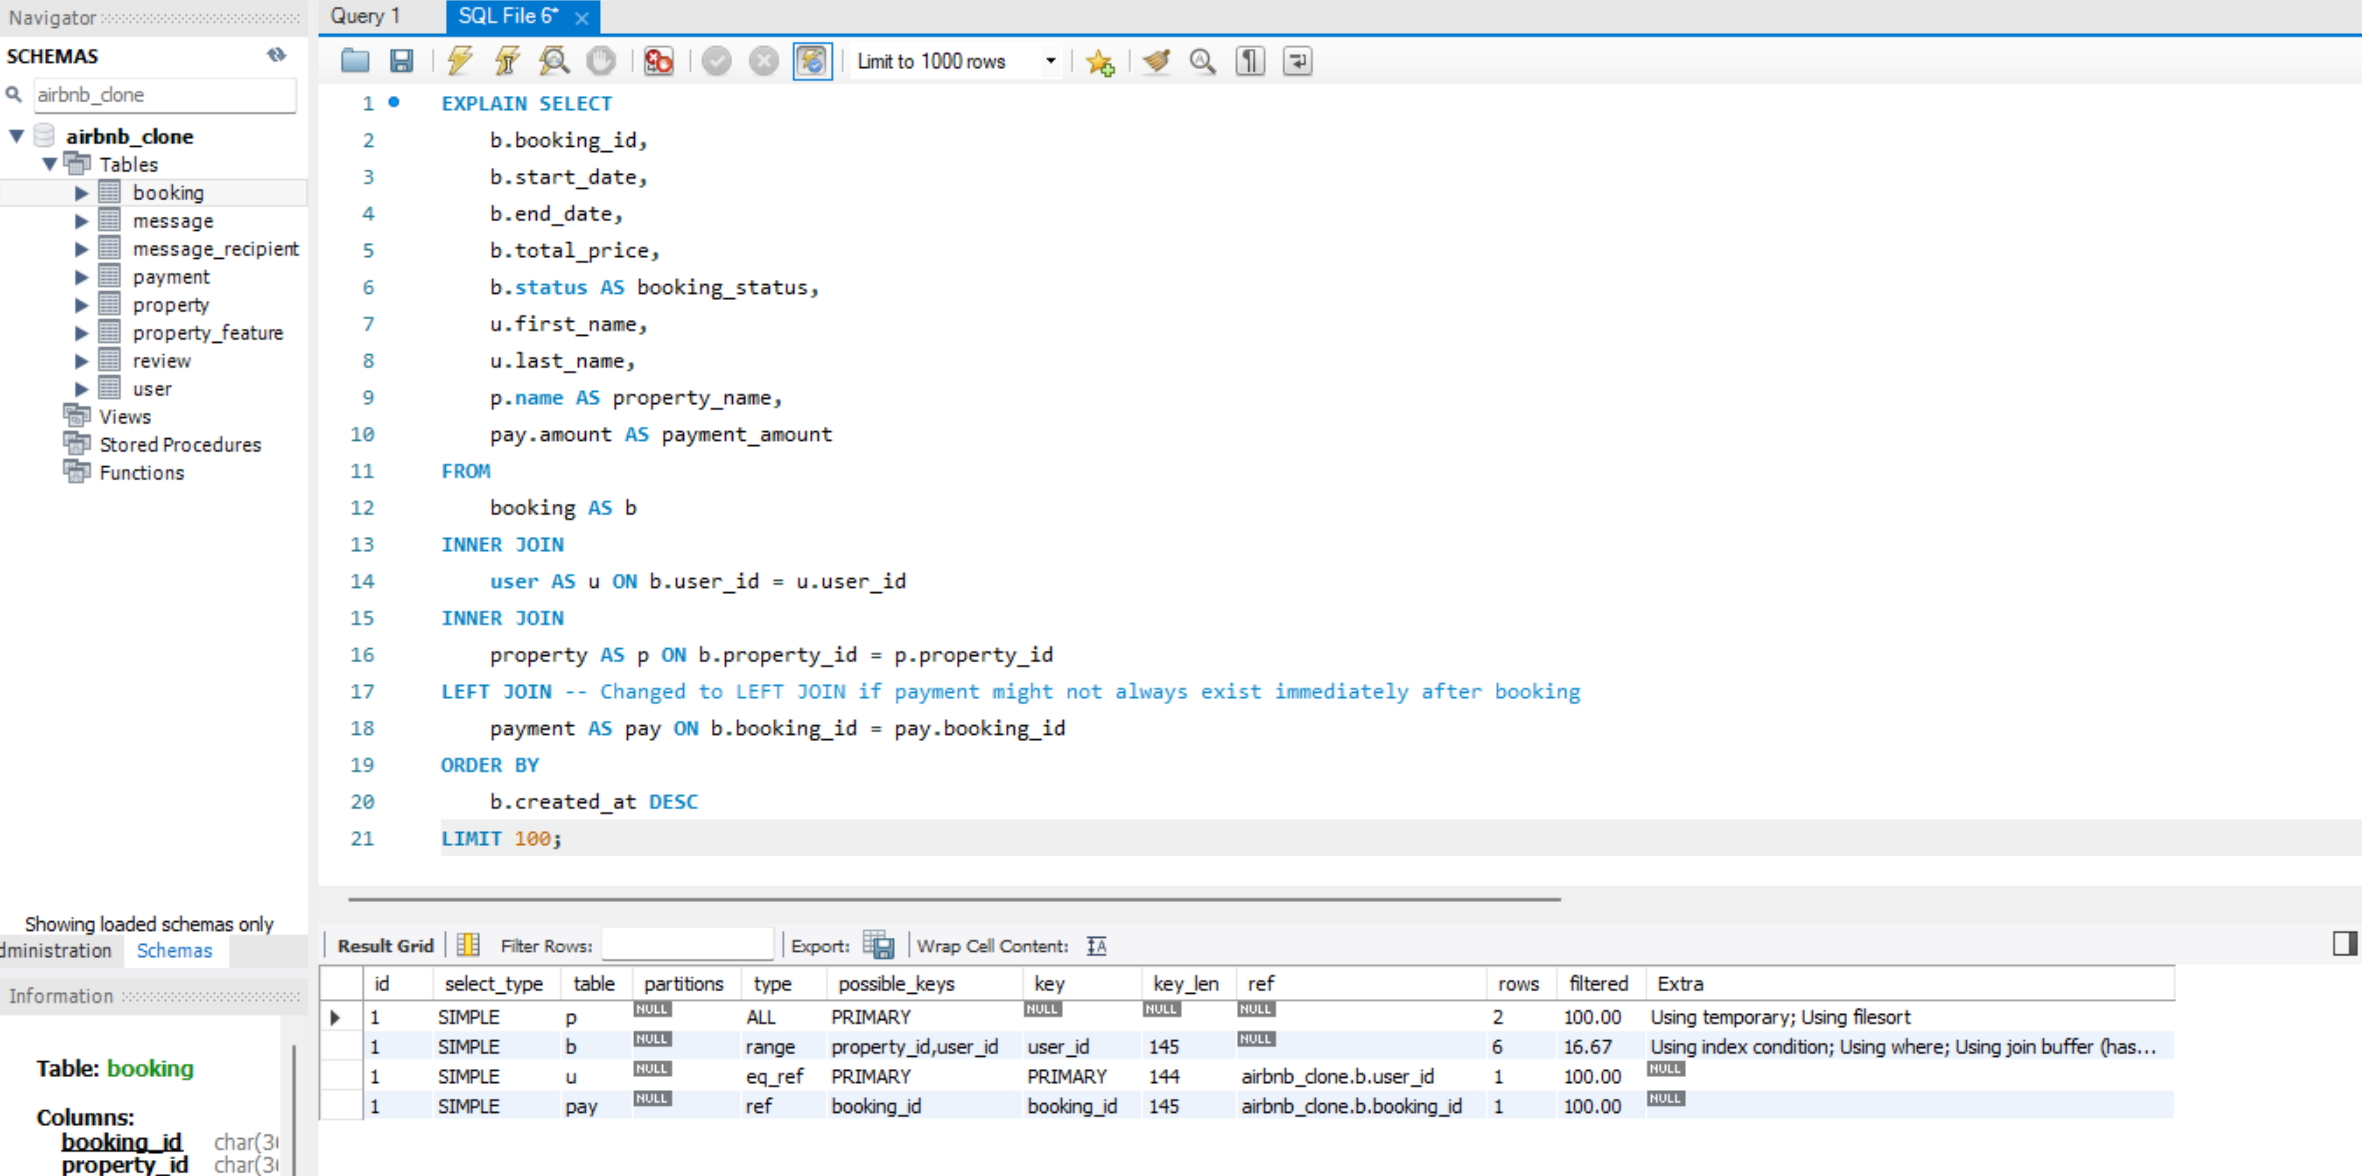 Navigator
SCHEMAS
airbnb_clone
airbnb_clone
Tables
booking
message
message_recipient
payment
property
property_feature
review
user
Views
Stored Procedures
Functions
Showing loaded schemas only
dministration Schemas
Information
Table: booking
Columns:
booking_id char(3
property_id char(3
Query 1 SQL File 6*
Limit to 1000 rows
1 EXPLAIN SELECT
2 b.booking_id,
3 b.start_date,
4 b.end_date,
5 b.total_price,
6 b.status AS booking_status,
7 u.first_name,
8 u.last_name,
9 p.name AS property_name,
10 pay.amount AS payment_amount
11 FROM
12 booking AS b
13 INNER JOIN
14 user AS u ON b.user_id = u.user_id
15 INNER JOIN
16 property AS p ON b.property_id = p.property_id
17 LEFT JOIN -- Changed to LEFT JOIN if payment might not always exist immediately after booking
18 payment AS pay ON b.booking_id = pay.booking_id
19 ORDER BY
20 b.created_at DESC
21 LIMIT 100;
Result Grid Filter Rows: Export: Wrap Cell Content: IA
id select_type table partitions type possible_keys key key_len ref rows filtered Extra
1 SIMPLE p NULL ALL PRIMARY NULL NULL NULL 2 100.00 Using temporary; Using filesort
1 SIMPLE b NULL range property_id,user_id user_id 145 NULL 6 16.67 Using index condition; Using where; Using join buffer (has...
1 SIMPLE u NULL eq_ref PRIMARY PRIMARY 144 airbnb_clone.b.user_id 1 100.00 NULL
1 SIMPLE pay NULL ref booking_id booking_id 145 airbnb_clone.b.booking_id 1 100.00 NULL